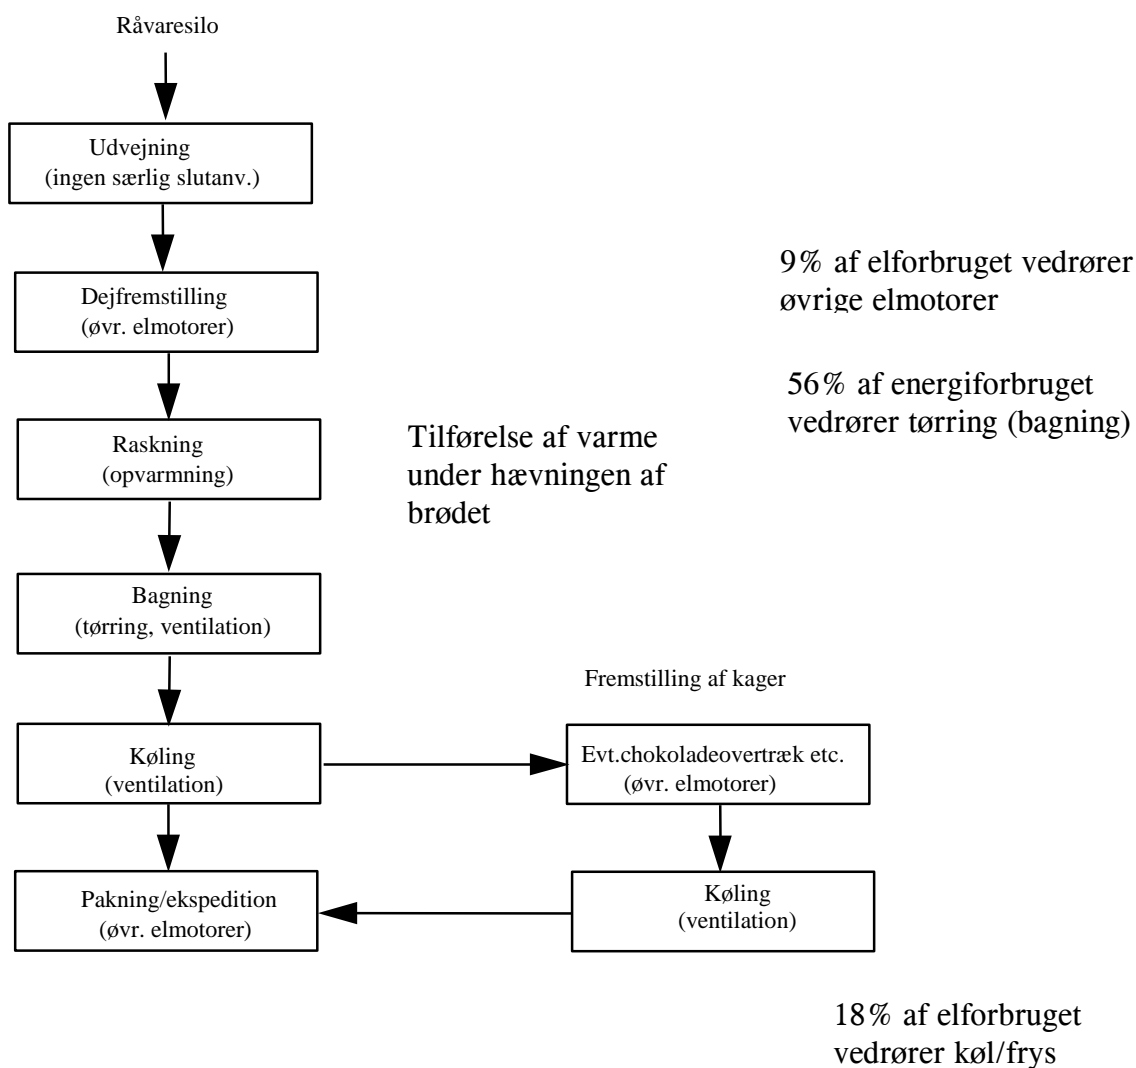 Råvaresilo
Udvejning
(ingen særlig slutanv.)
Dejfremstilling
(øvr. elmotorer)
9% af elforbruget vedrører
øvrige elmotorer
56% af energiforbruget
vedrører tørring (bagning)
Raskning
(opvarmning)
Tilførelse af varme
under hævningen af
brødet
Bagning
(tørring, ventilation)
Fremstilling af kager
Køling
(ventilation)
Evt.chokoladeovertræk etc.
(øvr. elmotorer)
Pakning/ekspedition
(øvr. elmotorer)
Køling
(ventilation)
18% af elforbruget
vedrører køl/frys